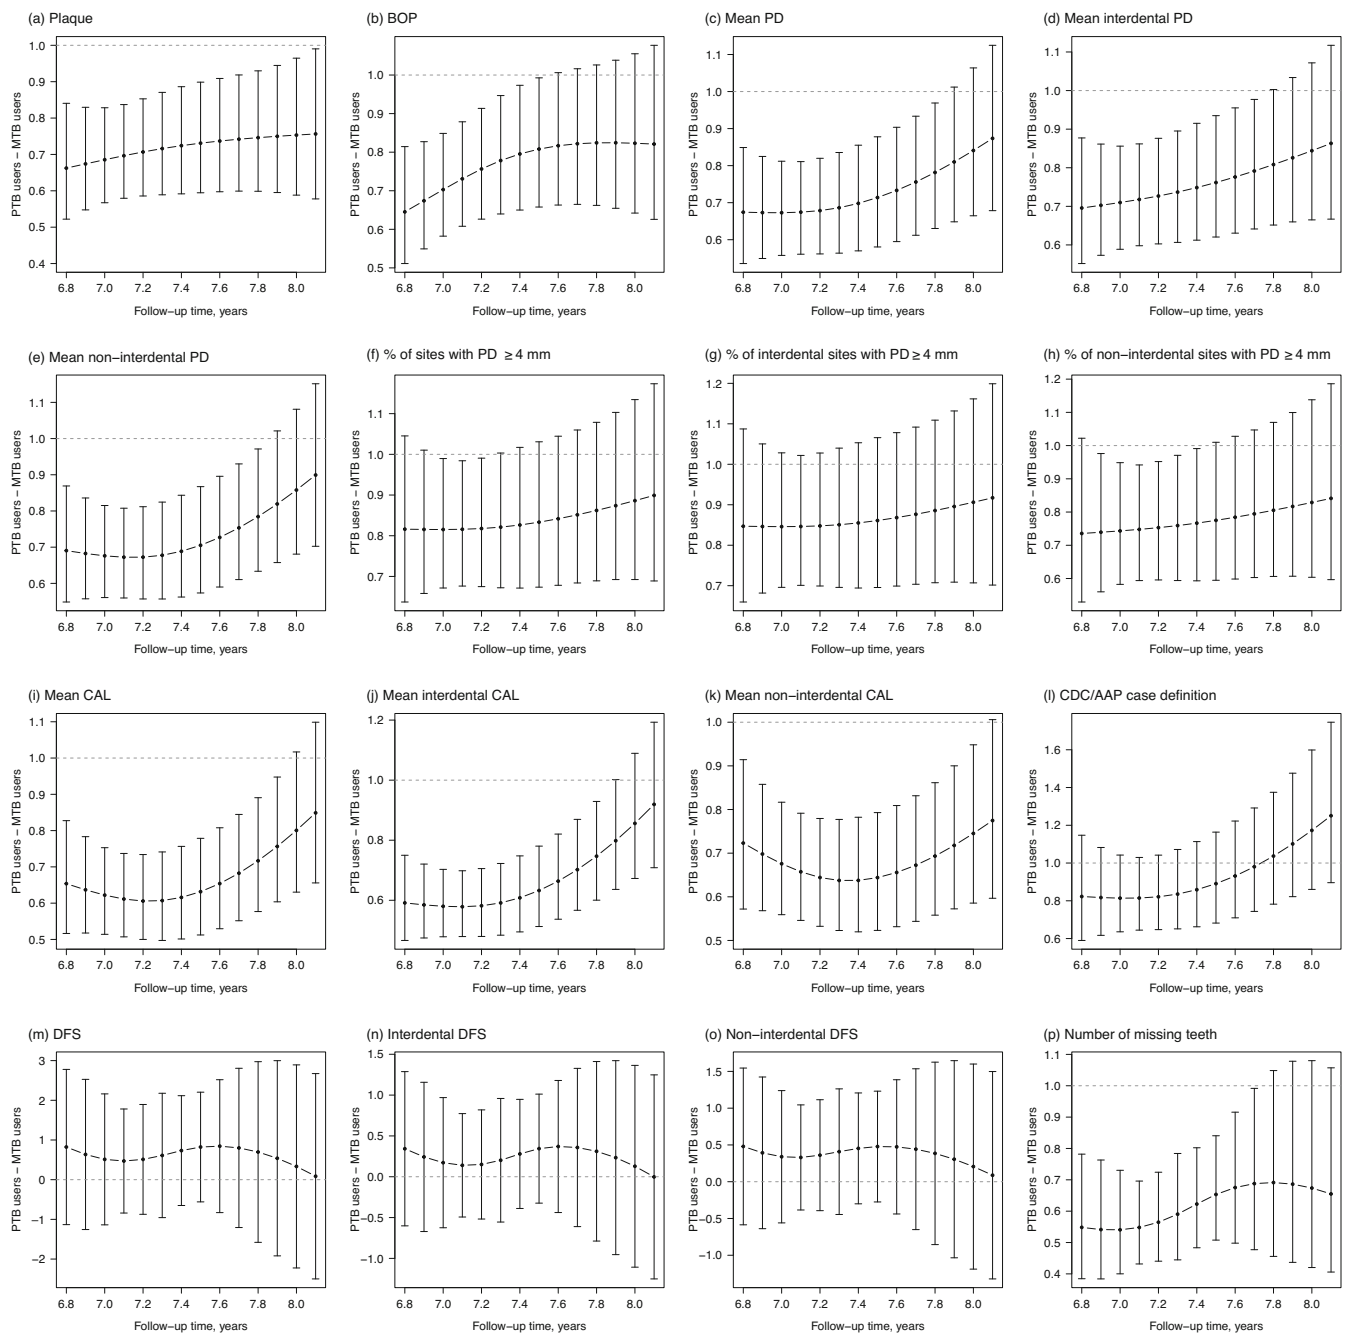 (a) Plaque
PTB users – MTB users
1.0
0.9
0.8
0.7
0.6
0.5
0.4
6.8 7.0 7.2 7.4 7.6 7.8 8.0
Follow–up time, years
(b) BOP
PTB users – MTB users
1.0
0.9
0.8
0.7
0.6
0.5
6.8 7.0 7.2 7.4 7.6 7.8 8.0
Follow–up time, years
(c) Mean PD
PTB users – MTB users
1.1
1.0
0.9
0.8
0.7
0.6
6.8 7.0 7.2 7.4 7.6 7.8 8.0
Follow–up time, years
(d) Mean interdental PD
PTB users – MTB users
1.1
1.0
0.9
0.8
0.7
0.6
6.8 7.0 7.2 7.4 7.6 7.8 8.0
Follow–up time, years
(e) Mean non–interdental PD
PTB users – MTB users
1.1
1.0
0.9
0.8
0.7
0.6
6.8 7.0 7.2 7.4 7.6 7.8 8.0
Follow–up time, years
(f) % of sites with PD ≥ 4 mm
PTB users – MTB users
1.1
1.0
0.9
0.8
0.7
6.8 7.0 7.2 7.4 7.6 7.8 8.0
Follow–up time, years
(g) % of interdental sites with PD ≥ 4 mm
PTB users – MTB users
1.2
1.1
1.0
0.9
0.8
0.7
6.8 7.0 7.2 7.4 7.6 7.8 8.0
Follow–up time, years
(h) % of non–interdental sites with PD ≥ 4 mm
PTB users – MTB users
1.2
1.1
1.0
0.9
0.8
0.7
0.6
6.8 7.0 7.2 7.4 7.6 7.8 8.0
Follow–up time, years
(i) Mean CAL
PTB users – MTB users
1.1
1.0
0.9
0.8
0.7
0.6
0.5
6.8 7.0 7.2 7.4 7.6 7.8 8.0
Follow–up time, years
(j) Mean interdental CAL
PTB users – MTB users
1.2
1.0
0.8
0.6
6.8 7.0 7.2 7.4 7.6 7.8 8.0
Follow–up time, years
(k) Mean non–interdental CAL
PTB users – MTB users
1.0
0.9
0.8
0.7
0.6
0.5
6.8 7.0 7.2 7.4 7.6 7.8 8.0
Follow–up time, years
(l) CDC/AAP case definition
PTB users – MTB users
1.6
1.4
1.2
1.0
0.8
0.6
6.8 7.0 7.2 7.4 7.6 7.8 8.0
Follow–up time, years
(m) DFS
PTB users – MTB users
3
2
1
0
−1
−2
6.8 7.0 7.2 7.4 7.6 7.8 8.0
Follow–up time, years
(n) Interdental DFS
PTB users – MTB users
1.5
1.0
0.5
0.0
−0.5
−1.0
6.8 7.0 7.2 7.4 7.6 7.8 8.0
Follow–up time, years
(o) Non–interdental DFS
PTB users – MTB users
1.5
1.0
0.5
0.0
−0.5
−1.0
6.8 7.0 7.2 7.4 7.6 7.8 8.0
Follow–up time, years
(p) Number of missing teeth
PTB users – MTB users
1.1
1.0
0.9
0.8
0.7
0.6
0.5
0.4
6.8 7.0 7.2 7.4 7.6 7.8 8.0
Follow–up time, years